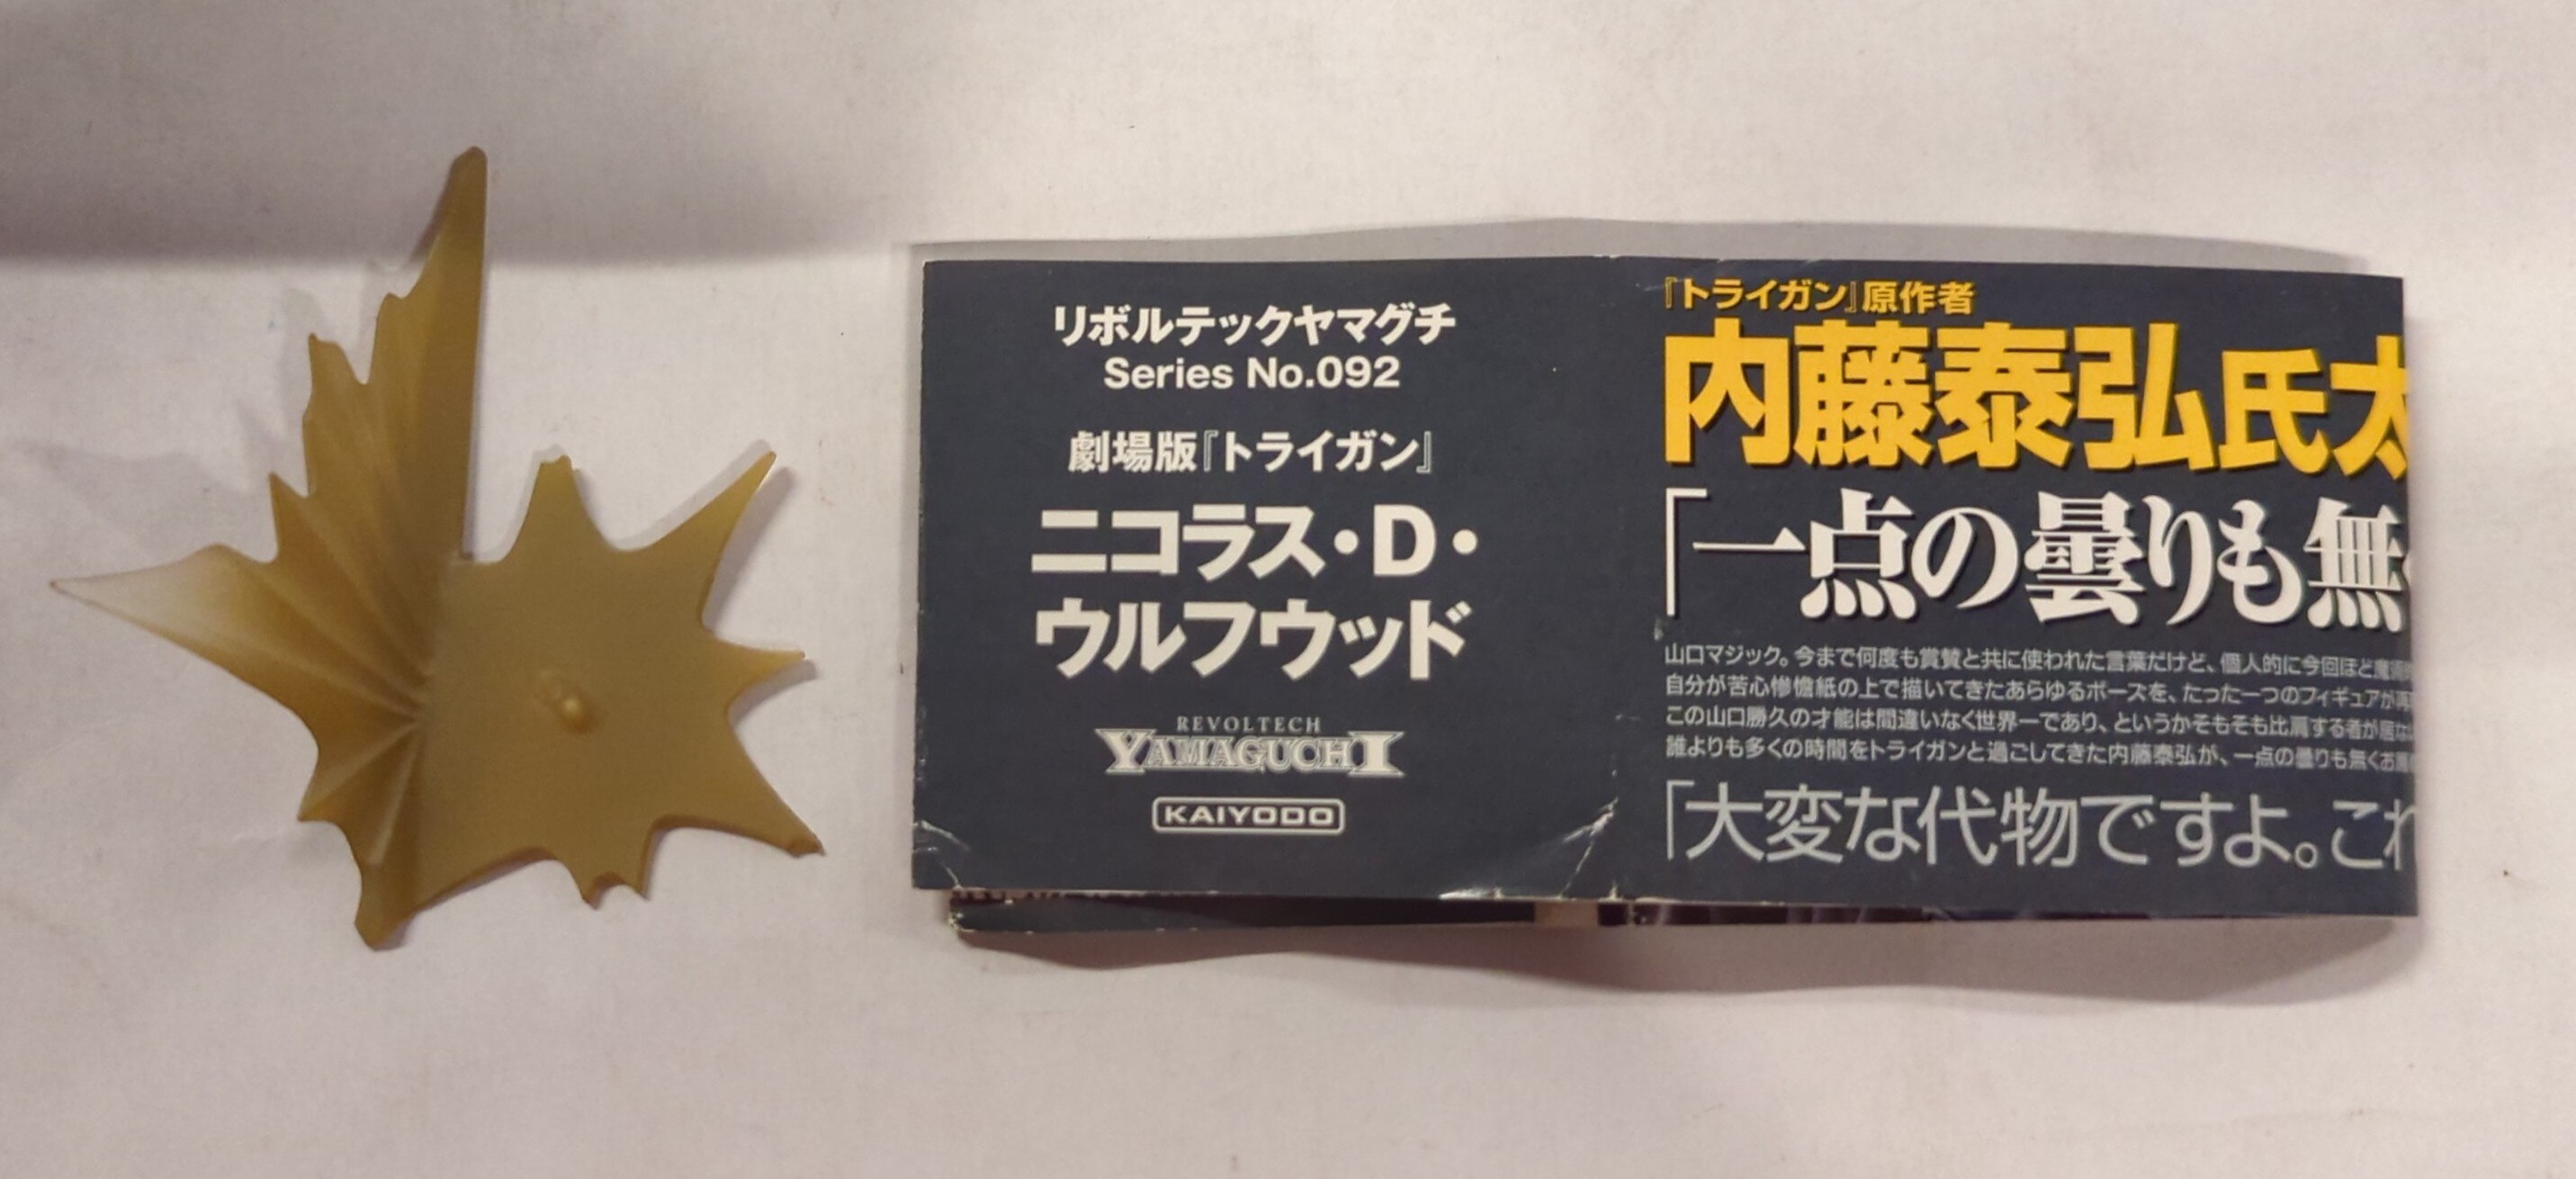 リボルテックヤマグチ
Series No.092
劇場版『トライガン』
ニコラス・D・
ウルフウッド
REVOLTECH
YAMAGUCHI
KAIYODO
『トライガン』原作者
内藤泰弘氏太
「一点の曇りも無
山口マジック。今まで何度も賞賛と共に使われた言葉だけど、個人的に今回ほど魔
自分が苦心惨憺紙の上で描いてきたあらゆるポーズを、たった一つのフィギュアが再
この山口勝久の才能は間違いなく世界一であり、というかそもそも比肩する者が居な
誰よりも多くの時間をトライガンと過ごしてきた内藤泰弘が、一点の曇りも無くお
「大変な代物ですよ。これ